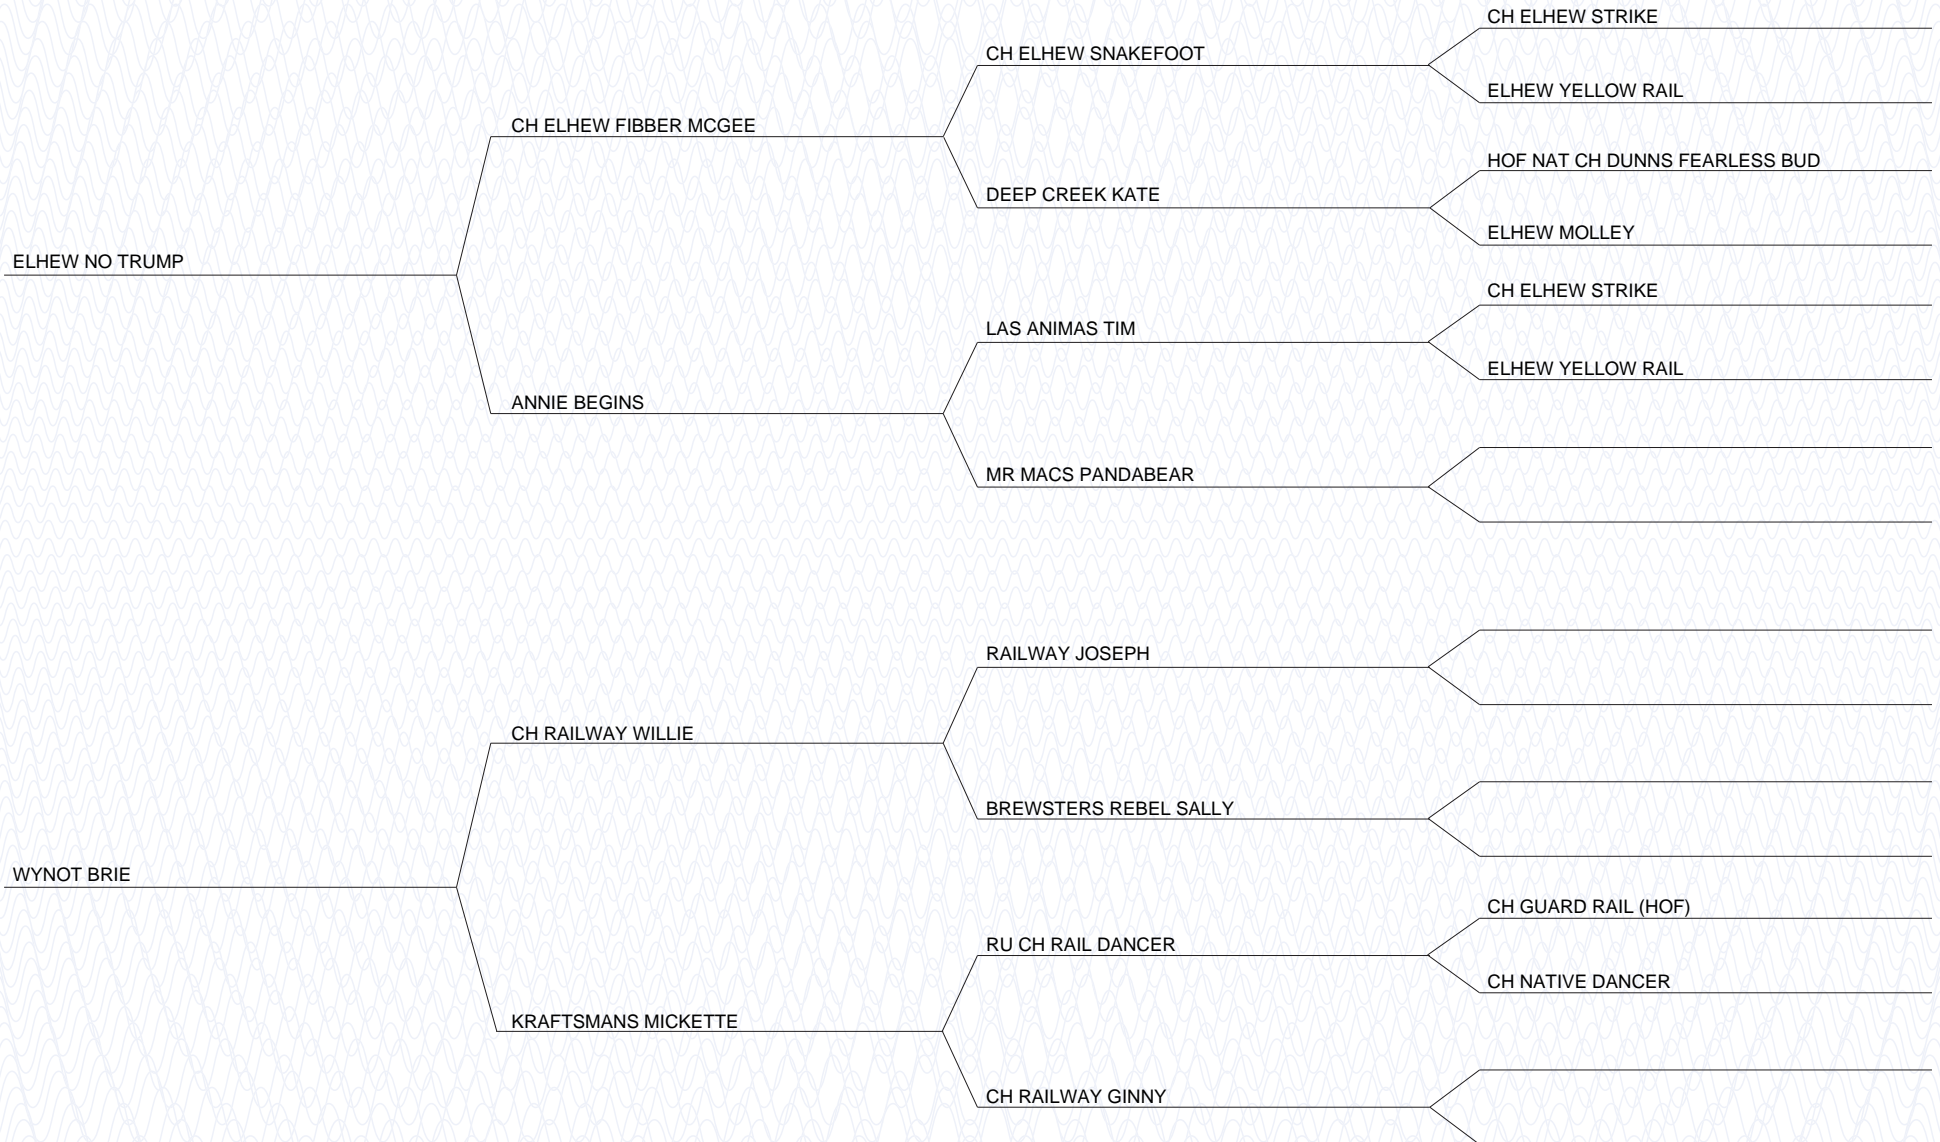 CH ELHEW STRIKE
CH ELHEW SNAKEFOOT
ELHEW YELLOW RAIL
CH ELHEW FIBBER MCGEE
HOF NAT CH DUNNS FEARLESS BUD
DEEP CREEK KATE
ELHEW MOLLEY
ELHEW NO TRUMP
CH ELHEW STRIKE
LAS ANIMAS TIM
ELHEW YELLOW RAIL
ANNIE BEGINS
MR MACS PANDABEAR
RAILWAY JOSEPH
CH RAILWAY WILLIE
BREWSTERS REBEL SALLY
WYNOT BRIE
CH GUARD RAIL (HOF)
RU CH RAIL DANCER
CH NATIVE DANCER
KRAFTSMANS MICKETTE
CH RAILWAY GINNY